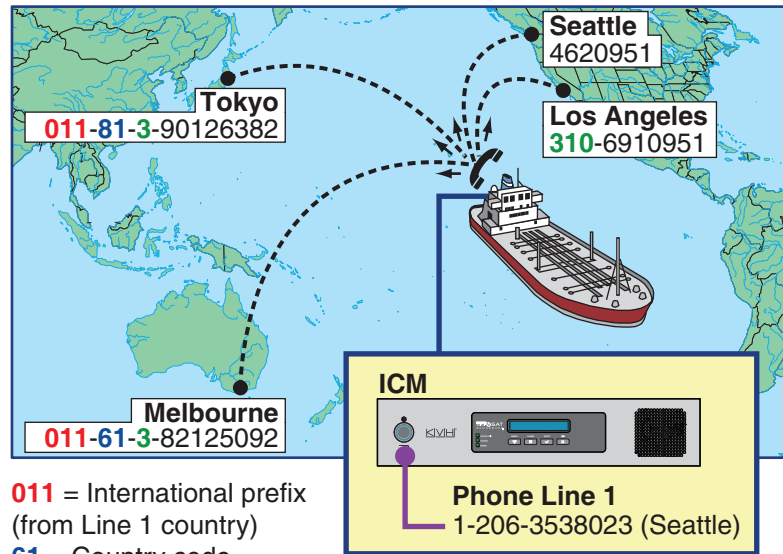 Seattle
4620951
Tokyo
011-81-3-90126382
Los Angeles
310-6910951
Melbourne
011-61-3-82125092
ICM
KVH
Phone Line 1
1-206-3538023 (Seattle)
011 = International prefix
(from Line 1 country)